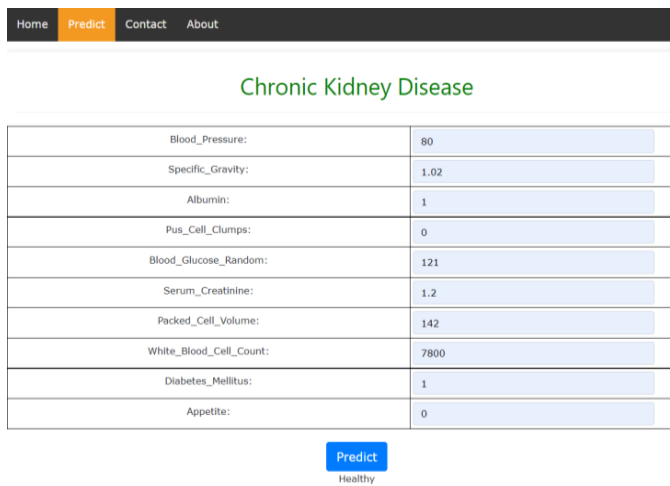 Home Predict Contact About
Chronic Kidney Disease
Blood_Pressure: 80
Specific_Gravity: 1.02
Albumin: 1
Pus_Cell_Clumps: 0
Blood_Glucose_Random: 121
Serum_Creatinine: 1.2
Packed_Cell_Volume: 142
White_Blood_Cell_Count: 7800
Diabetes_Mellitus: 1
Appetite: 0
Predict
Healthy